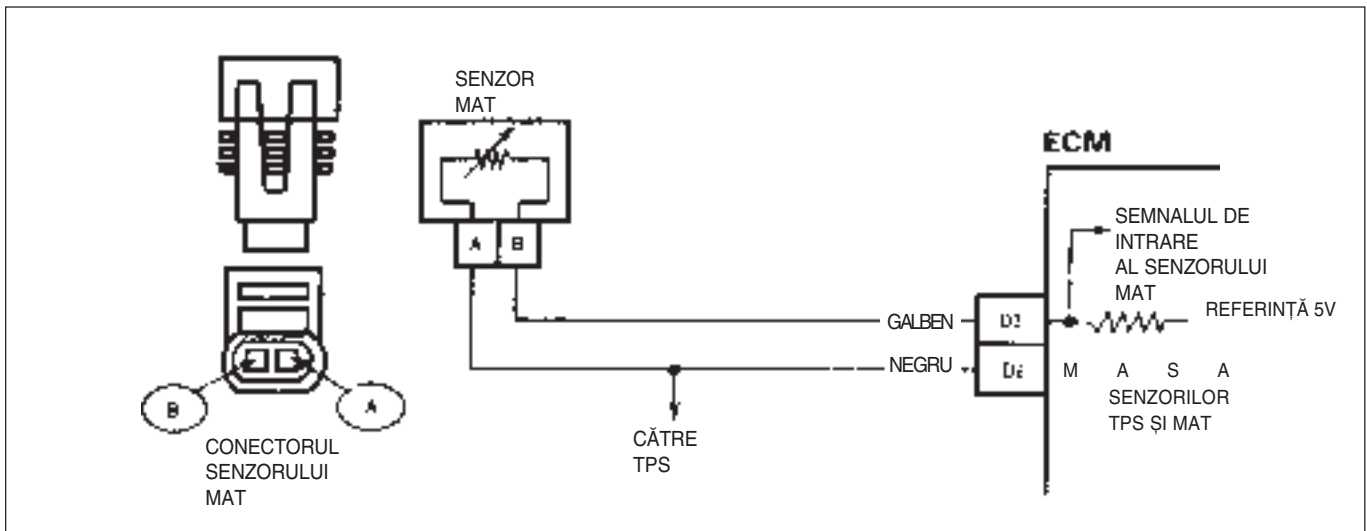 SENZOR
MAT
ECM
SEMNALUL DE
INTRARE
AL SENZORULUI
MAT
A B
REFERINȚĂ 5V
GALBEN
NEGRU
M A S A
SENZORILOR
TPS ȘI MAT
B A
CĂTRE
TPS
CONECTORUL
SENZORULUI
MAT